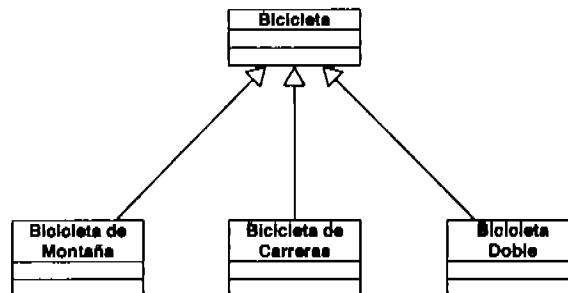 Bicicleta
Bicicleta de
Montaña
Bicicleta de
Carreras
Bicicleta
Doble